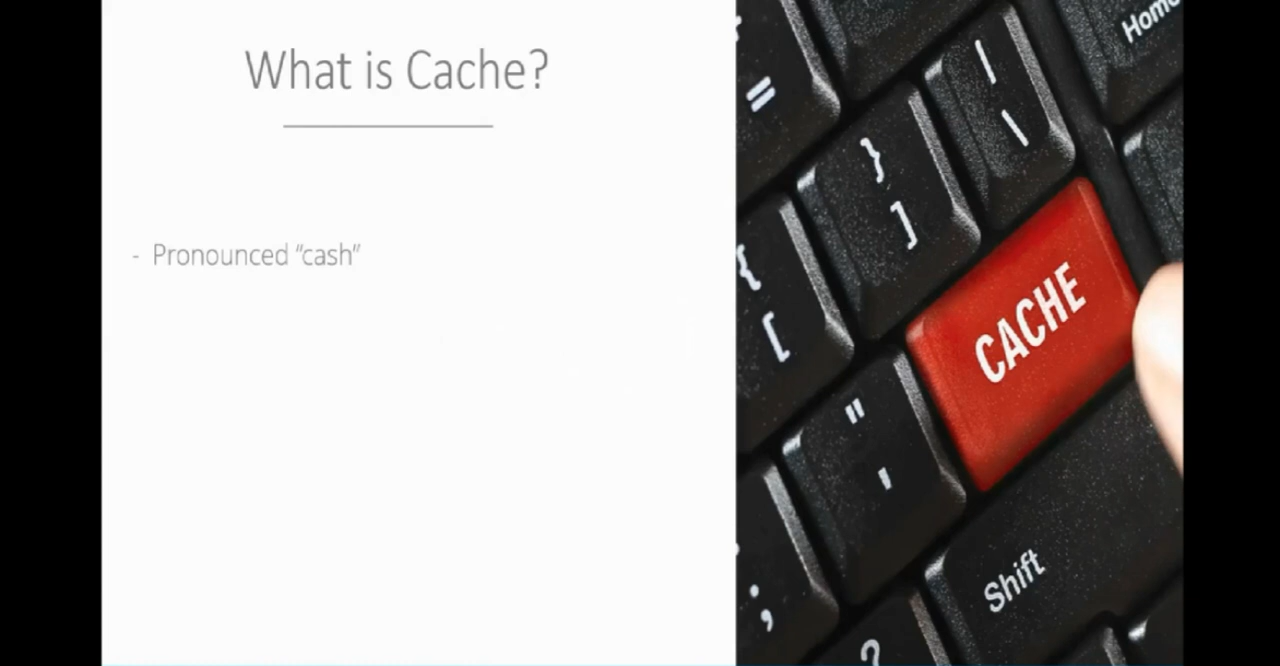 What is Cache?
- Pronounced “cash”
Home
=
| \
} ]
{ [
CACHE
" '
Shift
;
?